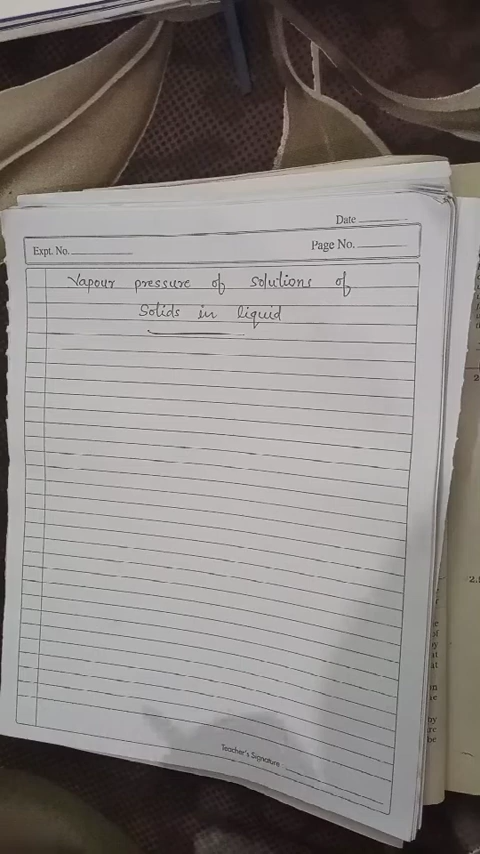 Date
Expt. No.
Page No.
Vapour pressure of solutions of
Solids in liquid
Teacher's Signature